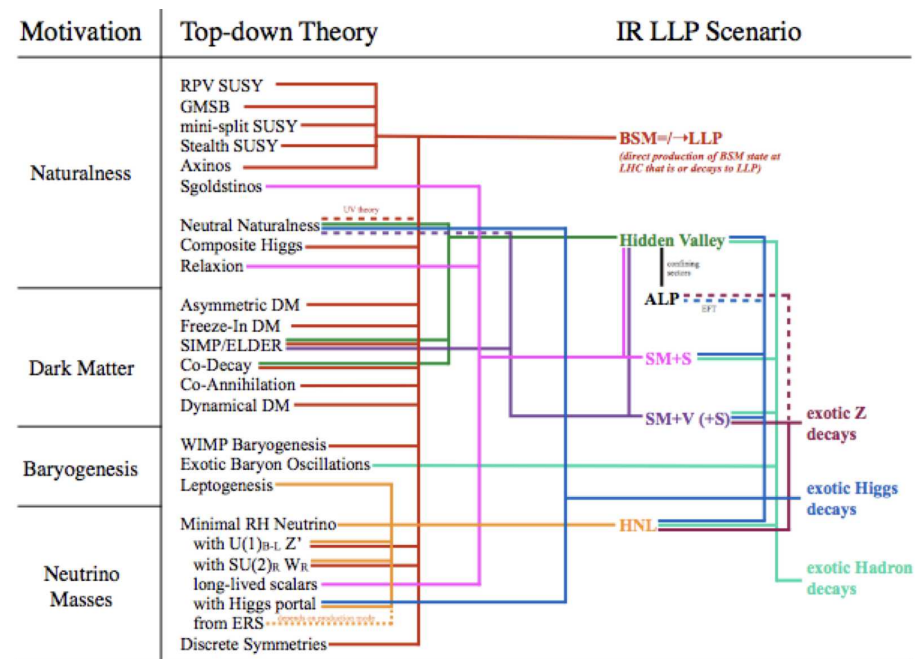 Motivation
Top-down Theory
IR LLP Scenario
Naturalness
RPV SUSY
GMSB
mini-split SUSY
Stealth SUSY
Axinos
Sgoldstinos
Neutral Naturalness
Composite Higgs
Relaxion
UV theory
Dark Matter
Asymmetric DM
Freeze-In DM
SIMP/ELDER
Co-Decay
Co-Annihilation
Dynamical DM
Baryogenesis
WIMP Baryogenesis
Exotic Baryon Oscillations
Leptogenesis
Neutrino
Masses
Minimal RH Neutrino
with U(1)B-L Z'
with SU(2)R WR
long-lived scalars
with Higgs portal
from ERS
depends on production mode
Discrete Symmetries
BSM=/→LLP
(direct production of BSM state at
LHC that is or decays to LLP)
Hidden Valley
confining
sectors
ALP
EFT
SM+S
SM+V (+S)
HNL
exotic Z
decays
exotic Higgs
decays
exotic Hadron
decays